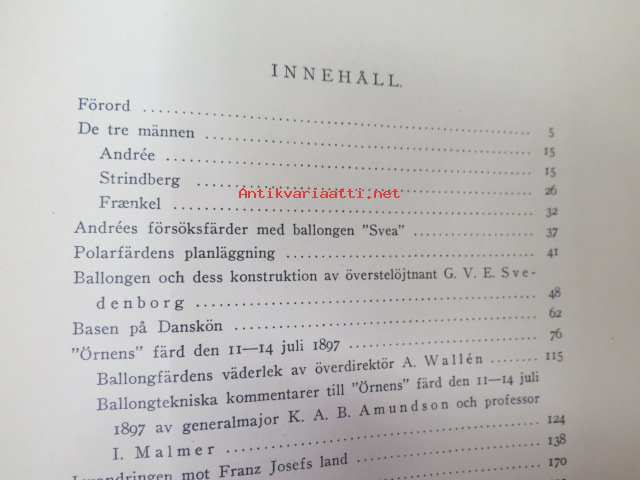 INNEHÅLL.
Förord 5
De tre männen 15
Andrée 15
Strindberg 26
Antikvariaatti.net
Frænkel 32
Andrées försöksfärder med ballongen "Svea" 37
Polarfärdens planläggning 41
Ballongen och dess konstruktion av överstelöjtnant G. V. E. Sve-
denborg 48
Basen på Danskön 62
"Örnens" färd den 11—14 juli 1897 76
Ballongfärdens väderlek av överdirektör A. Wallén 115
Ballongtekniska kommentarer till "Örnens" färd den 11—14 juli
1897 av generalmajor K. A. B. Amundson och professor
I. Malmer 124
mot Franz Josefs land 138
170